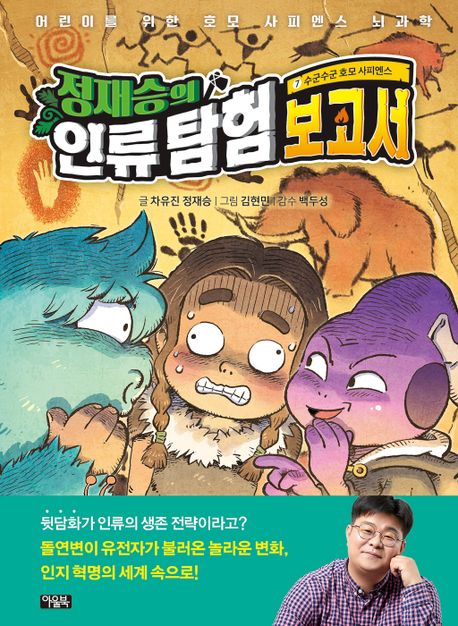 어린이를 위한 호모 사피엔스 뇌과학
정재승의
7 수군수군 호모 사피엔스
인류 탐험 보고서
글 차유진 정재승 | 그림 김현민 | 감수 백두성
뒷담화가 인류의 생존 전략이라고?
돌연변이 유전자가 불러온 놀라운 변화,
인지 혁명의 세계 속으로!
아울북